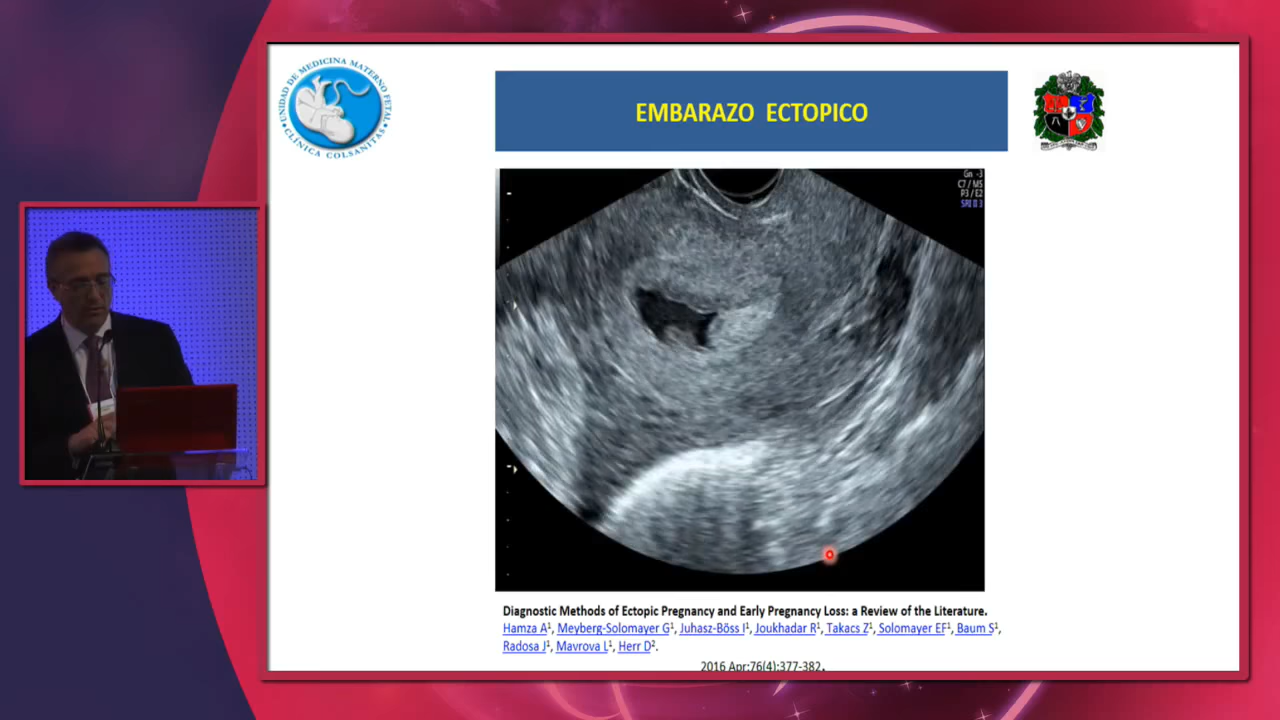 UNIDAD DE MEDICINA MATERNO FETAL
CLÍNICA COLSANITAS
EMBARAZO ECTOPICO
Gn -3
C7 / M5
P3 / E2
SRI II 3
Diagnostic Methods of Ectopic Pregnancy and Early Pregnancy Loss: a Review of the Literature.
Hamza A1, Meyberg-Solomayer G1, Juhasz-Böss I1, Joukhadar R1, Takacs Z1, Solomayer EF1, Baum S1,
Radosa J1, Mavrova L1, Herr D2.
2016 Apr;76(4):377-382.